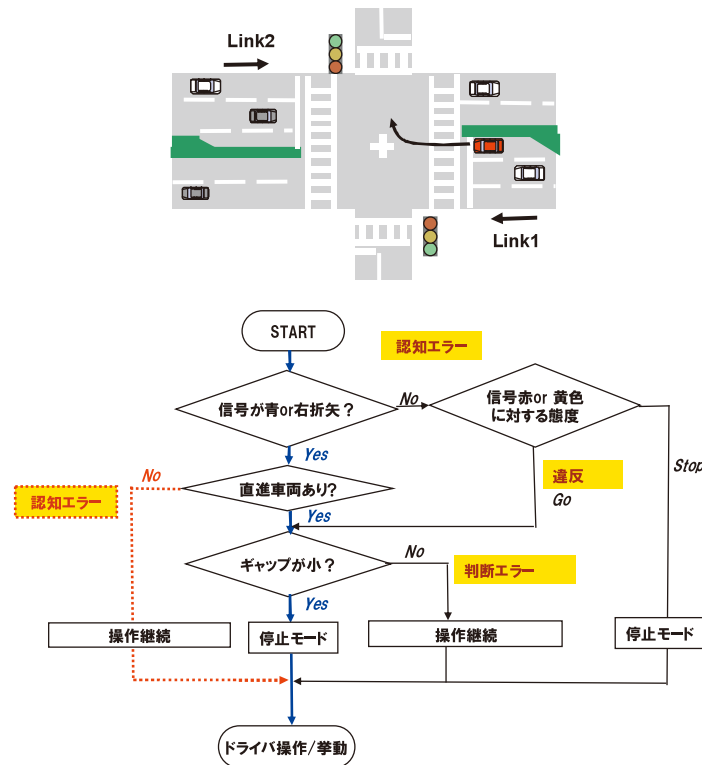 Link2
Link1
START
認知エラー
信号が青or右折矢？
No
信号赤or 黄色
に対する態度
Yes
Stop
No
認知エラー
直進車両あり?
違反
Go
Yes
ギャップが小？
No
判断エラー
Yes
操作継続
停止モード
操作継続
停止モード
ドライバ操作/挙動